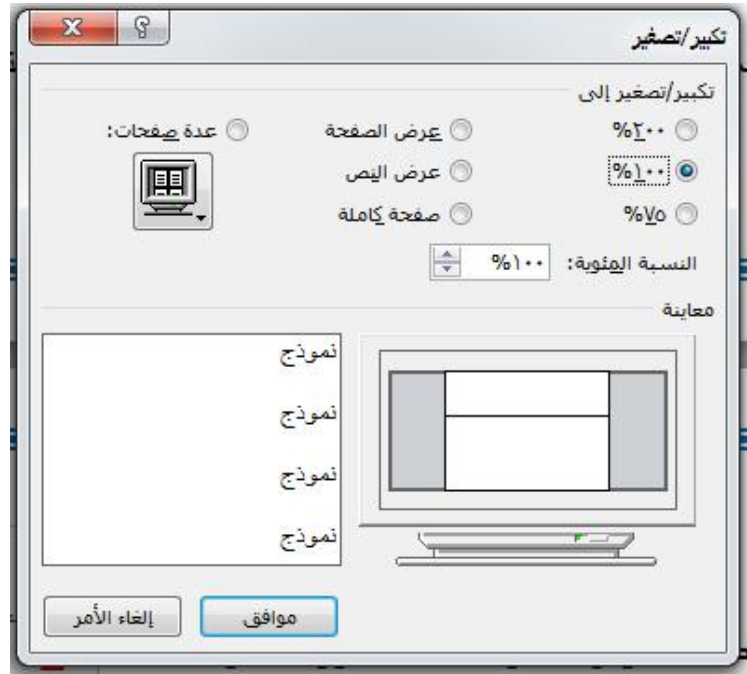 تكبير/تصغير
تكبير/تصغير إلى
٢٠٠% عرض الصفحة عدة صفحات:
١٠٠% عرض النص
٧٥% صفحة كاملة
النسبة المئوية: ١٠٠%
معاينة
نموذج
نموذج
نموذج
نموذج
موافق إلغاء الأمر